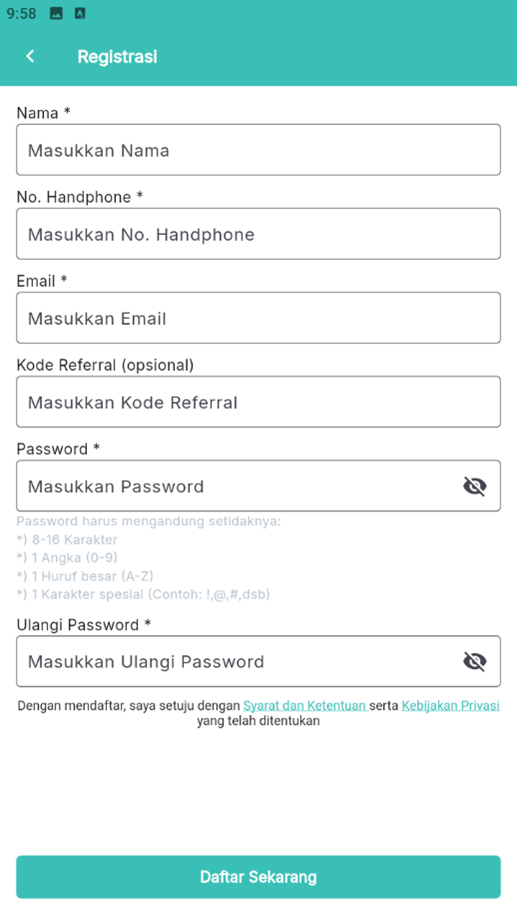 9:58
Registrasi
Nama *
Masukkan Nama
No. Handphone *
Masukkan No. Handphone
Email *
Masukkan Email
Kode Referral (opsional)
Masukkan Kode Referral
Password *
Masukkan Password
Password harus mengandung setidaknya:
*) 8-16 Karakter
*) 1 Angka (0-9)
*) 1 Huruf besar (A-Z)
*) 1 Karakter spesial (Contoh: !,@,#,dsb)
Ulangi Password *
Masukkan Ulangi Password
Dengan mendaftar, saya setuju dengan Syarat dan Ketentuan serta Kebijakan Privasi
yang telah ditentukan
Daftar Sekarang